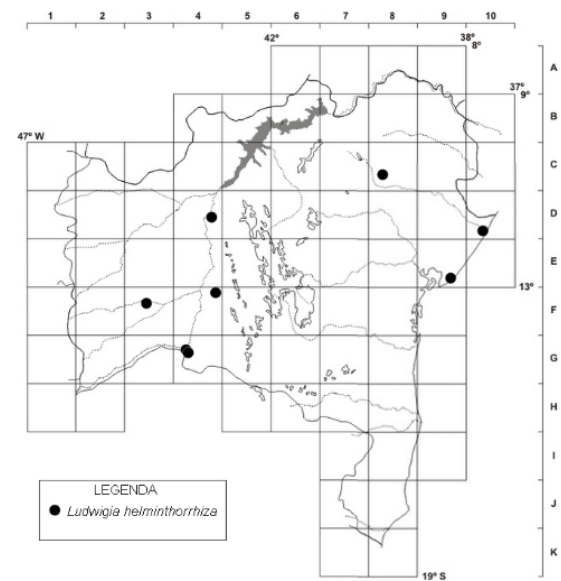 1 2 3 4 5 6 7 8 9 10
42° 38°
8°
A
37°
9°
B
47° W
C
D
E
13°
F
G
H
I
J
K
19° S
LEGENDA
Ludwigia helminthorrhiza